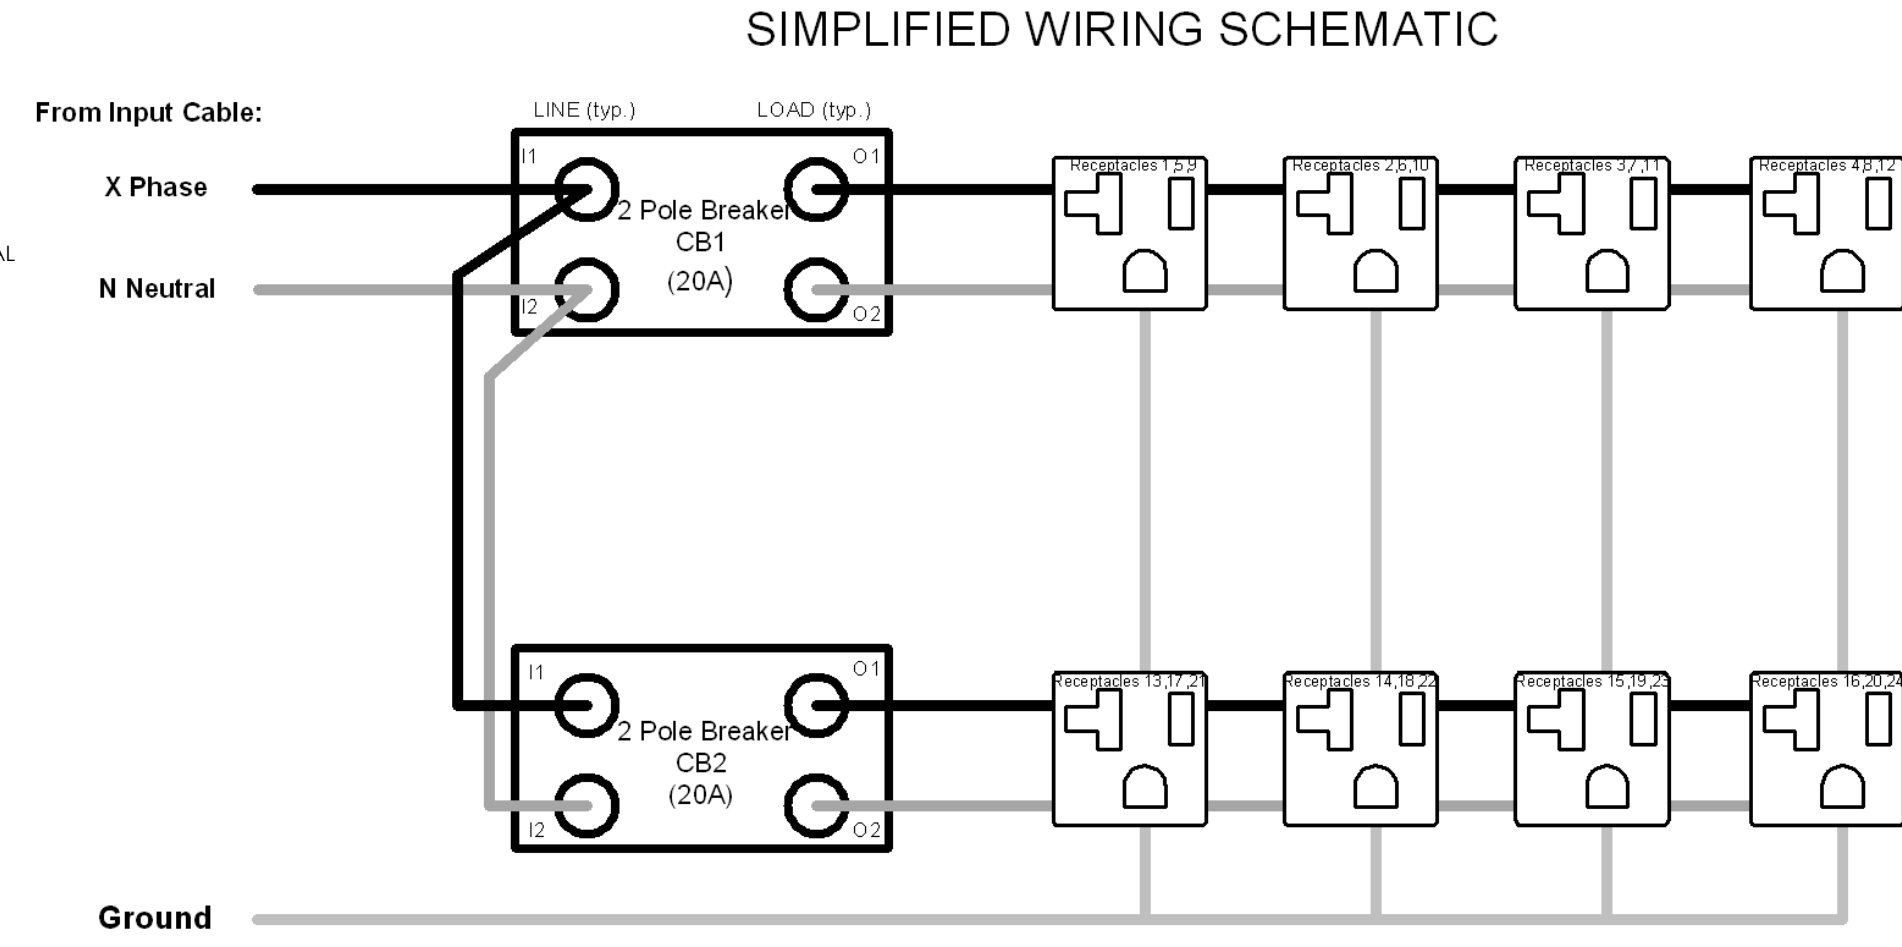 SIMPLIFIED WIRING SCHEMATIC
From Input Cable:
LINE (typ.)
LOAD (typ.)
I1
O1
X Phase
2 Pole Breaker
CB1
(20A)
AL
N Neutral
I2
O2
Receptacles 1,5,9
Receptacles 2,6,10
Receptacles 3,7,11
Receptacles 4,8,12
I1
O1
2 Pole Breaker
CB2
(20A)
I2
O2
Receptacles 13,17,21
Receptacles 14,18,22
Receptacles 15,19,23
Receptacles 16,20,24
Ground